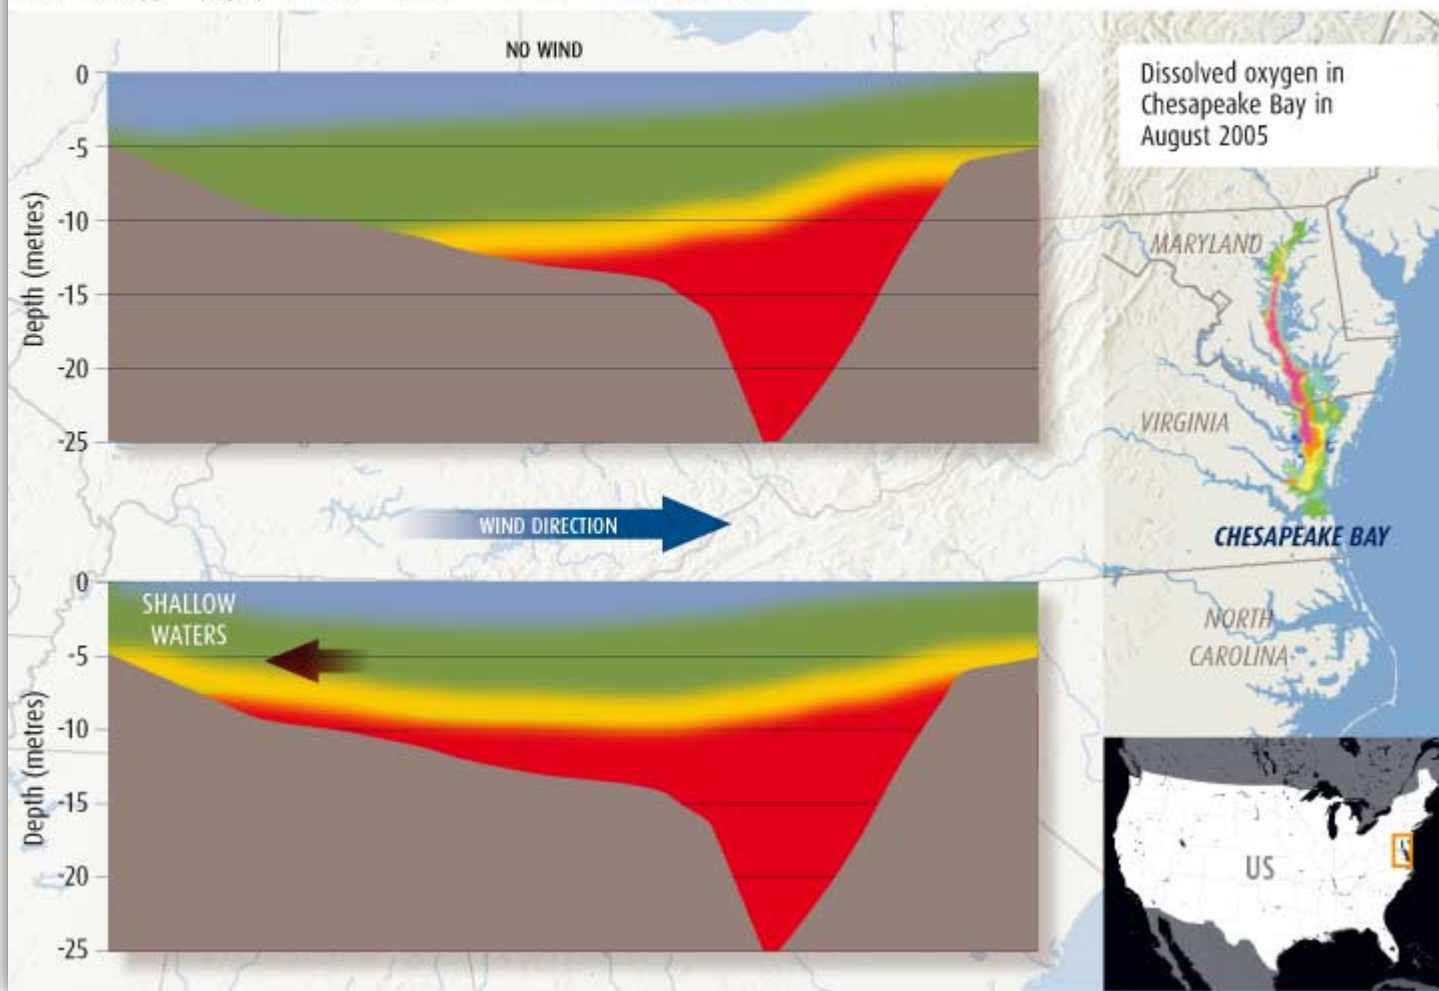 NO WIND
0
-5
-10
-15
-20
-25
Depth (metres)
WIND DIRECTION
0
-5
-10
-15
-20
-25
Depth (metres)
SHALLOW
WATERS
Dissolved oxygen in
Chesapeake Bay in
August 2005
MARYLAND
VIRGINIA
CHESAPEAKE BAY
NORTH
CAROLINA
US